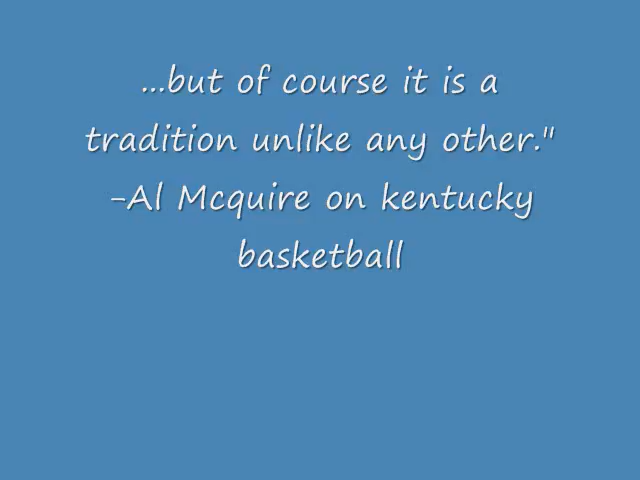 ...but of course it is a
tradition unlike any other."
-Al Mcquire on kentucky
basketball